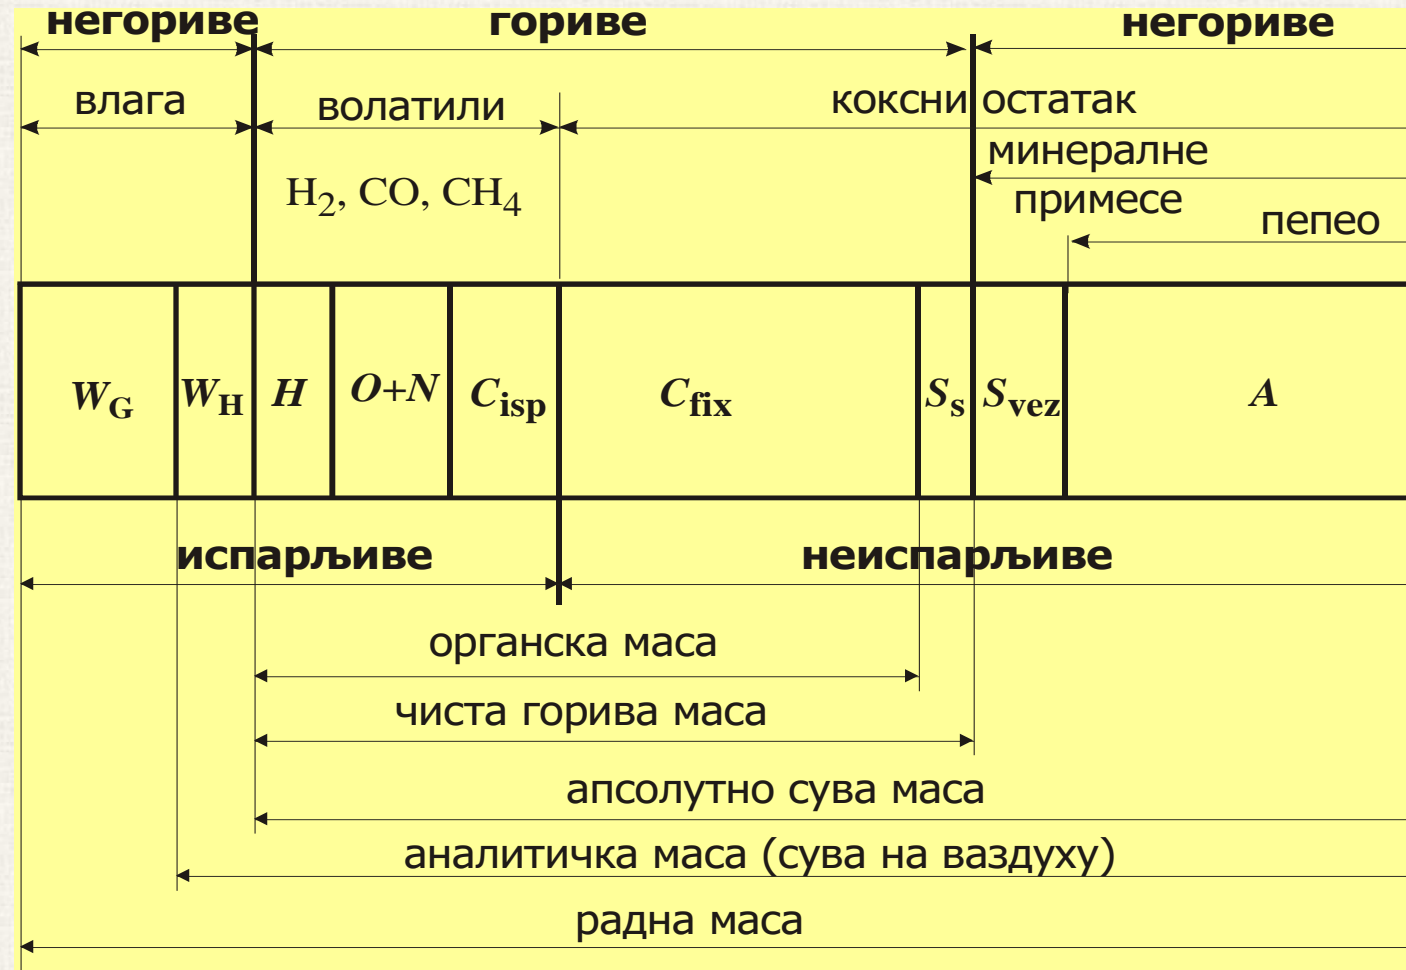 негориве гориве негориве
влага волатили коксни остатак
H2, CO, CH4
минералне
примесе
пепео
WG WH H O+N Cisp Cfix Ss Svez A
испарљиве неиспарљиве
органска маса
чиста горива маса
апсолутно сува маса
аналитичка маса (сува на ваздуху)
радна маса